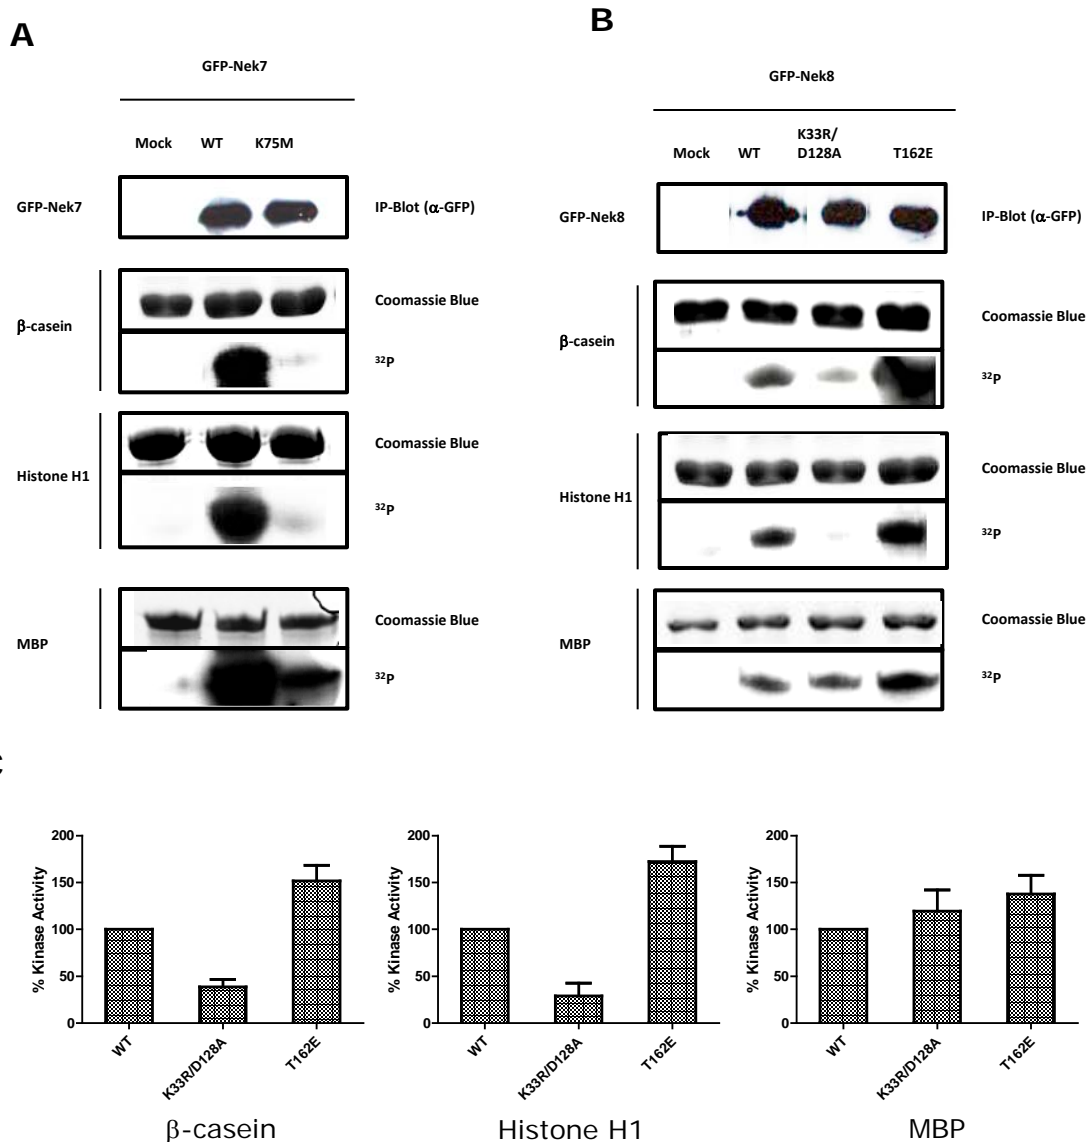 A
GFP-Nek7
Mock WT K75M
GFP-Nek7 IP-Blot (α-GFP)
β-casein
Coomassie Blue
32P
Histone H1
Coomassie Blue
32P
MBP
Coomassie Blue
32P
B
GFP-Nek8
Mock WT K33R/
D128A T162E
GFP-Nek8 IP-Blot (α-GFP)
β-casein
Coomassie Blue
32P
Histone H1
Coomassie Blue
32P
MBP
Coomassie Blue
32P
C
% Kinase Activity
200
150
100
50
0
WT K33R/D128A T162E
β-casein
% Kinase Activity
200
150
100
50
0
WT K33R/D128A T162E
Histone H1
% Kinase Activity
200
150
100
50
0
WT K33R/D128A T162E
MBP